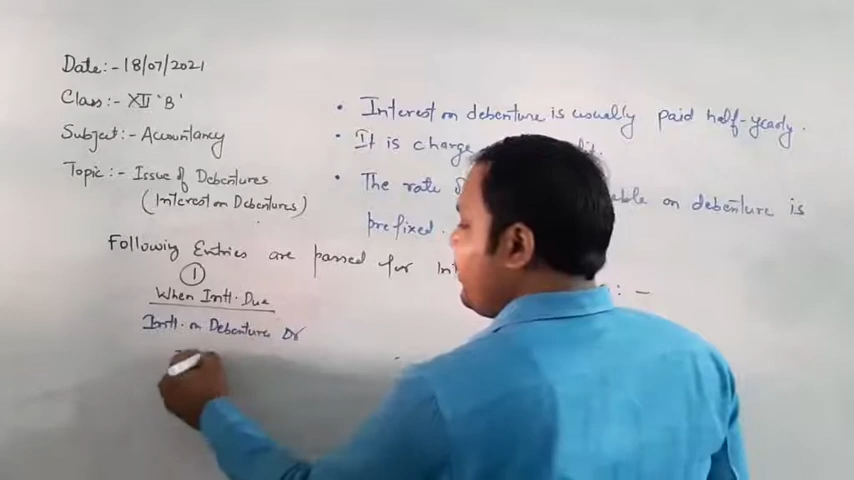 Date:- 18/07/2021
Class:- XII 'B'
Subject:- Accountancy
Topic:- Issue of Debentures
(Interest on Debentures)
• Interest on debenture is usually paid half-yearly.
• It is charge
• The rate able on debenture is
prefixed.
Following Entries are passed for :-
①
When Intt. Due
Intt. on Debenture Dr